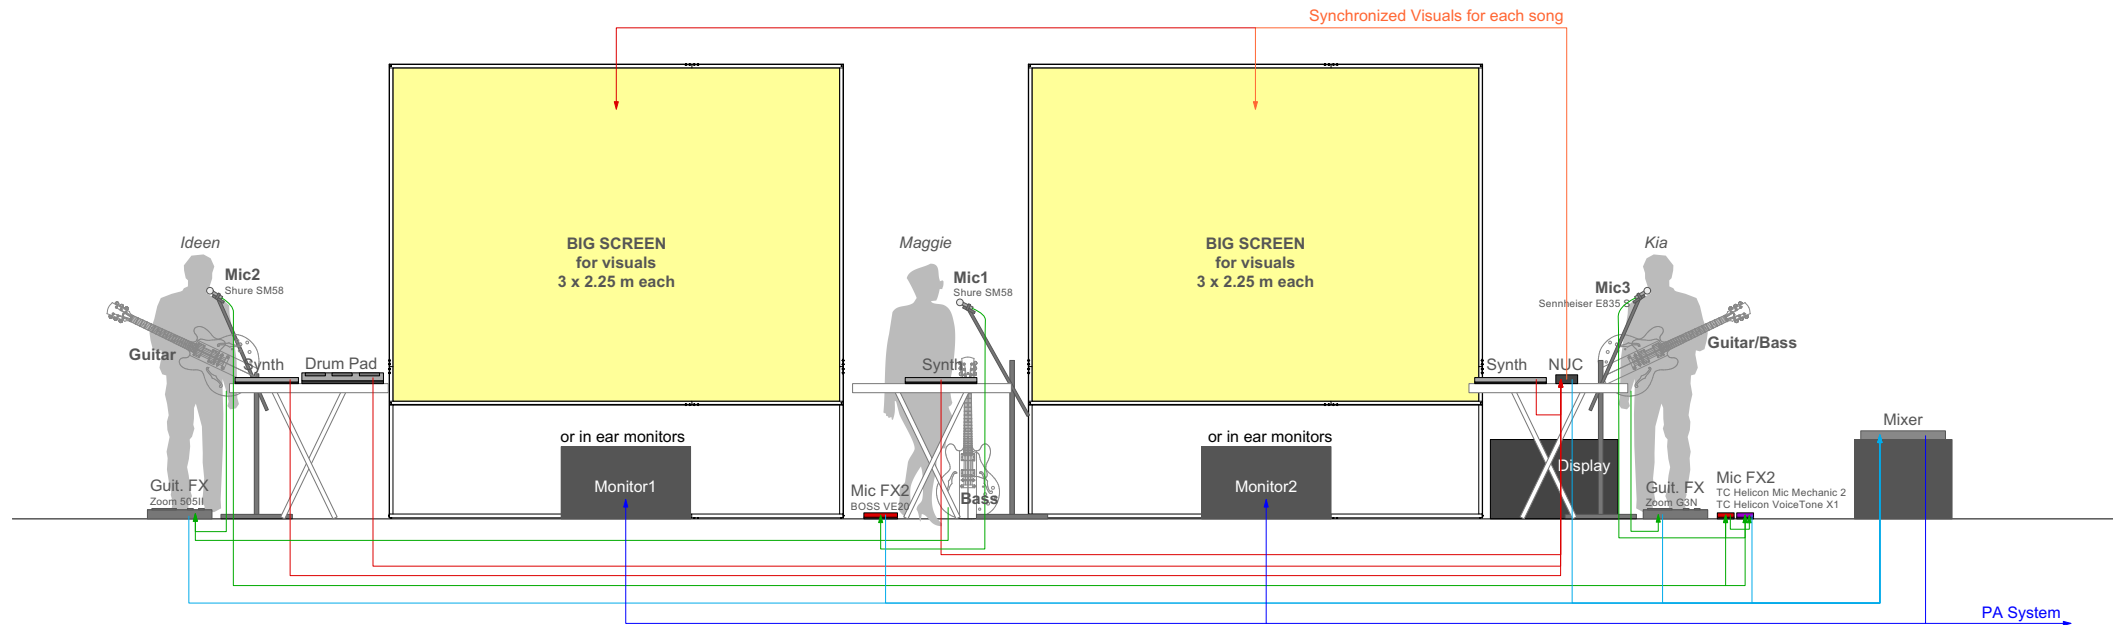 Synchronized Visuals for each song
Ideen
Mic2
Shure SM58
Guitar
Synth
Drum Pad
Guit. FX
Zoom 505II
BIG SCREEN
for visuals
3 x 2.25 m each
or in ear monitors
Monitor1
Maggie
Mic1
Shure SM58
Synth
Bass
Mic FX2
BOSS VE20
BIG SCREEN
for visuals
3 x 2.25 m each
or in ear monitors
Monitor2
Kia
Mic3
Sennheiser E835 S
Guitar/Bass
Synth
NUC
Display
Guit. FX
Zoom G3N
Mic FX2
TC Helicon Mic Mechanic 2
TC Helicon VoiceTone X1
Mixer
PA System